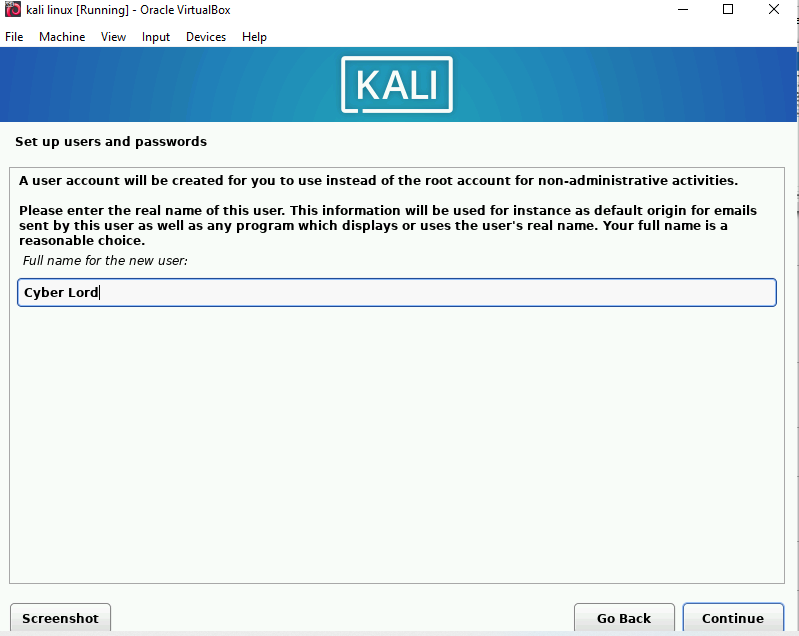 kali linux [Running] - Oracle VirtualBox
File Machine View Input Devices Help
KALI
Set up users and passwords
A user account will be created for you to use instead of the root account for non-administrative activities.
Please enter the real name of this user. This information will be used for instance as default origin for emails
sent by this user as well as any program which displays or uses the user's real name. Your full name is a
reasonable choice.
Full name for the new user:
Cyber Lord
Screenshot Go Back Continue